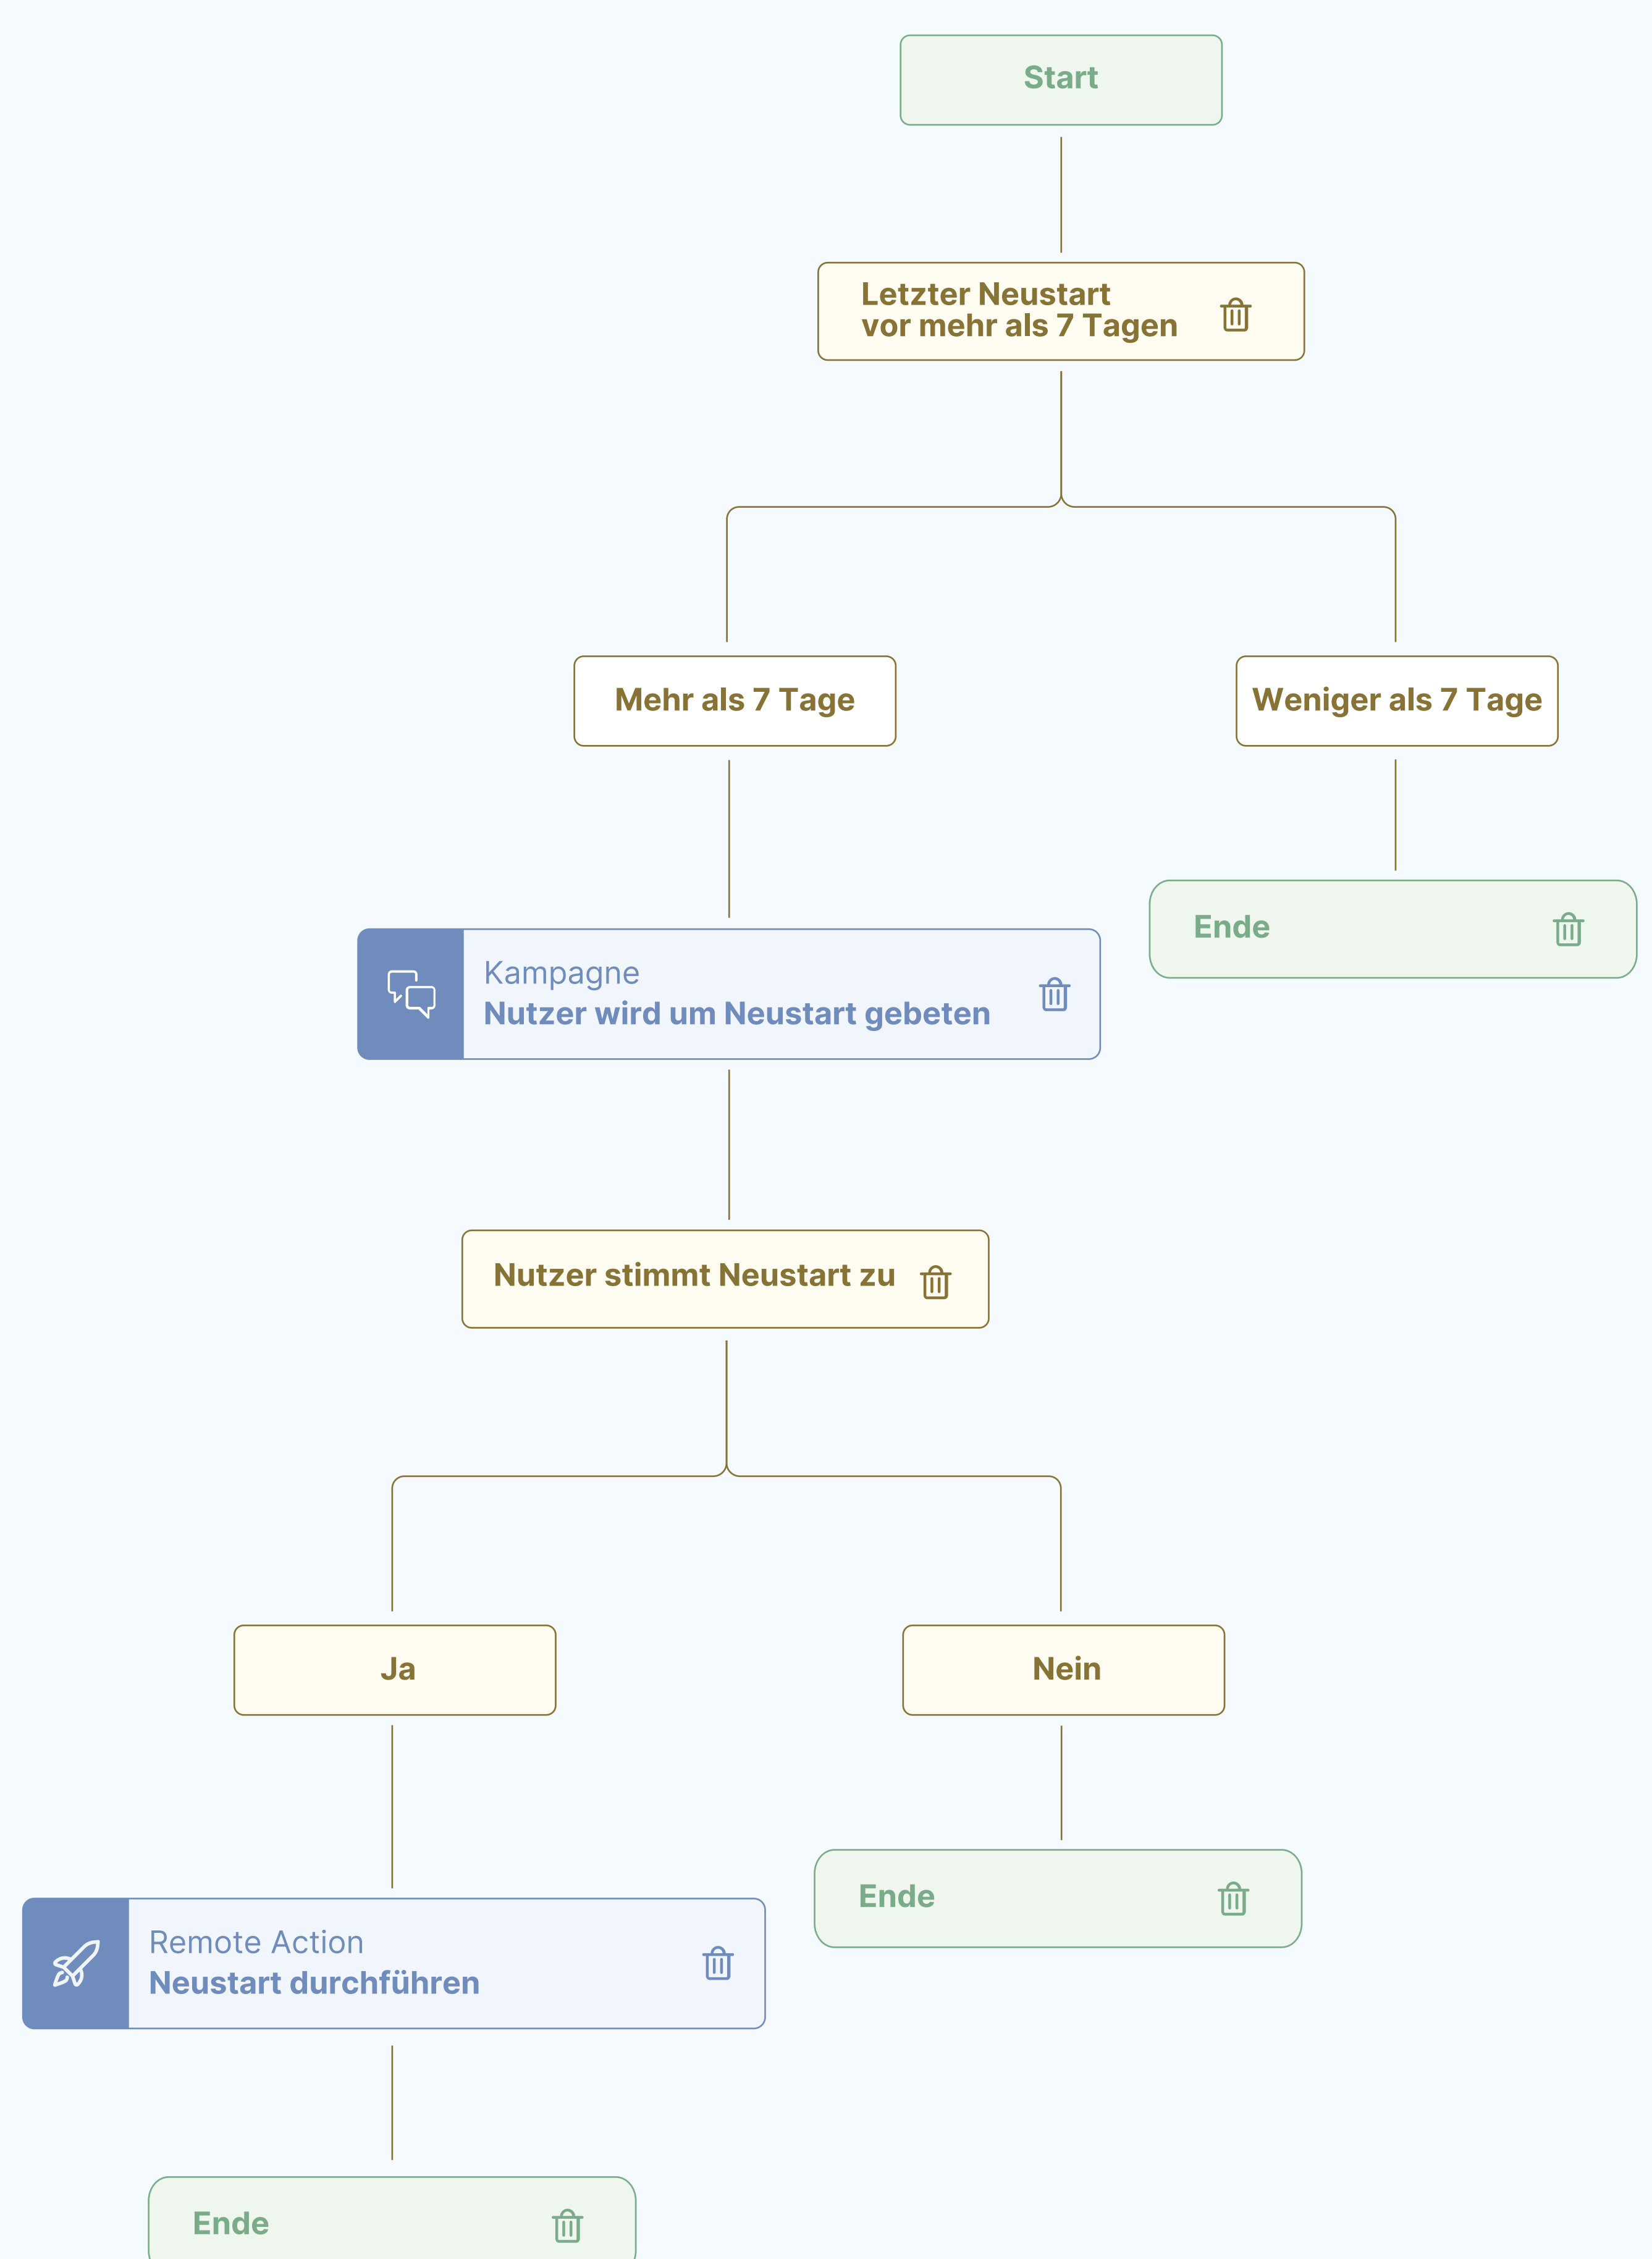 Start
Letzter Neustart
vor mehr als 7 Tagen
Mehr als 7 Tage
Weniger als 7 Tage
Ende
Kampagne
Nutzer wird um Neustart gebeten
Nutzer stimmt Neustart zu
Ja
Nein
Ende
Remote Action
Neustart durchführen
Ende